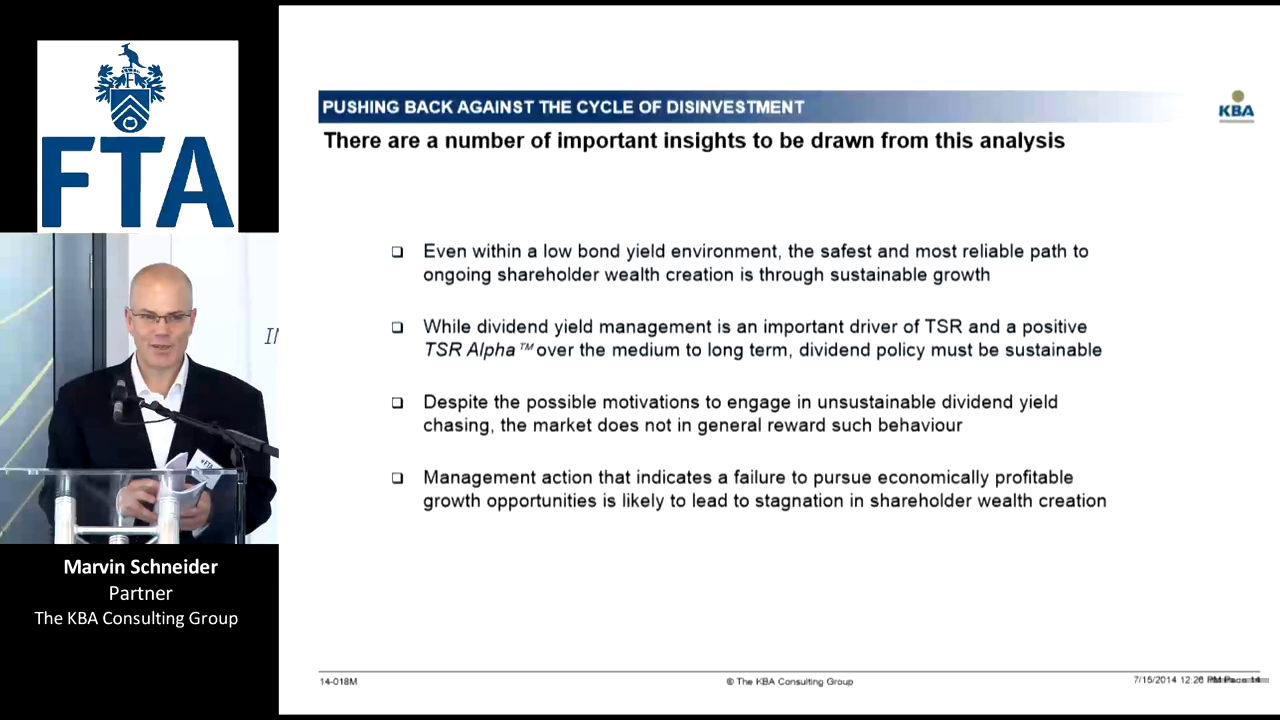 FTA
IN
Marvin Schneider
Partner
The KBA Consulting Group
PUSHING BACK AGAINST THE CYCLE OF DISINVESTMENT
KBA
There are a number of important insights to be drawn from this analysis
❑ Even within a low bond yield environment, the safest and most reliable path to
ongoing shareholder wealth creation is through sustainable growth
❑ While dividend yield management is an important driver of TSR and a positive
TSR Alpha™ over the medium to long term, dividend policy must be sustainable
❑ Despite the possible motivations to engage in unsustainable dividend yield
chasing, the market does not in general reward such behaviour
❑ Management action that indicates a failure to pursue economically profitable
growth opportunities is likely to lead to stagnation in shareholder wealth creation
14-018M
© The KBA Consulting Group
7/15/2014 12:26 PM